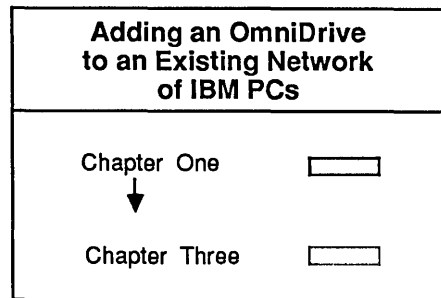 Adding an OmniDrive
to an Existing Network
of IBM PCs
Chapter One
Chapter Three